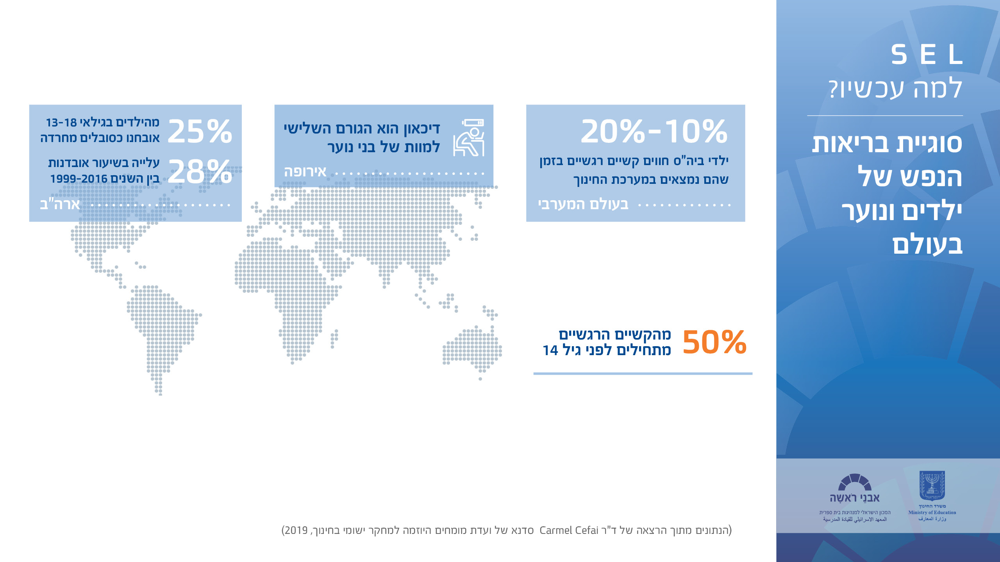 SEL
למה עכשיו?
סוגיית בריאות
הנפש של
ילדים ונוער
בעולם
10%-20%
ילדי ביה"ס חווים קשיים רגשיים בזמן
שהם נמצאים במערכת החינוך
בעולם המערבי
דיכאון הוא הגורם השלישי
למוות של בני נוער
אירופה
25% מהילדים בגילאי 13-18
אובחנו כסובלים מחרדה
28% עלייה בשיעור אובדנות
בין השנים 1999-2016
ארה"ב
50% מהקשיים הרגשיים
מתחילים לפני גיל 14
(הנתונים מתוך הרצאה של ד"ר Carmel Cefai סדנא של ועדת מומחים היוזמה למחקר ישומי בחינוך, 2019)
משרד החינוך
Ministry of Education
وزارة المعارف
אבנֵי רֹאשָה
המכון הישראלי למנהיגות בית ספרית
المعهد الاسرائيلي للقيادة المدرسية